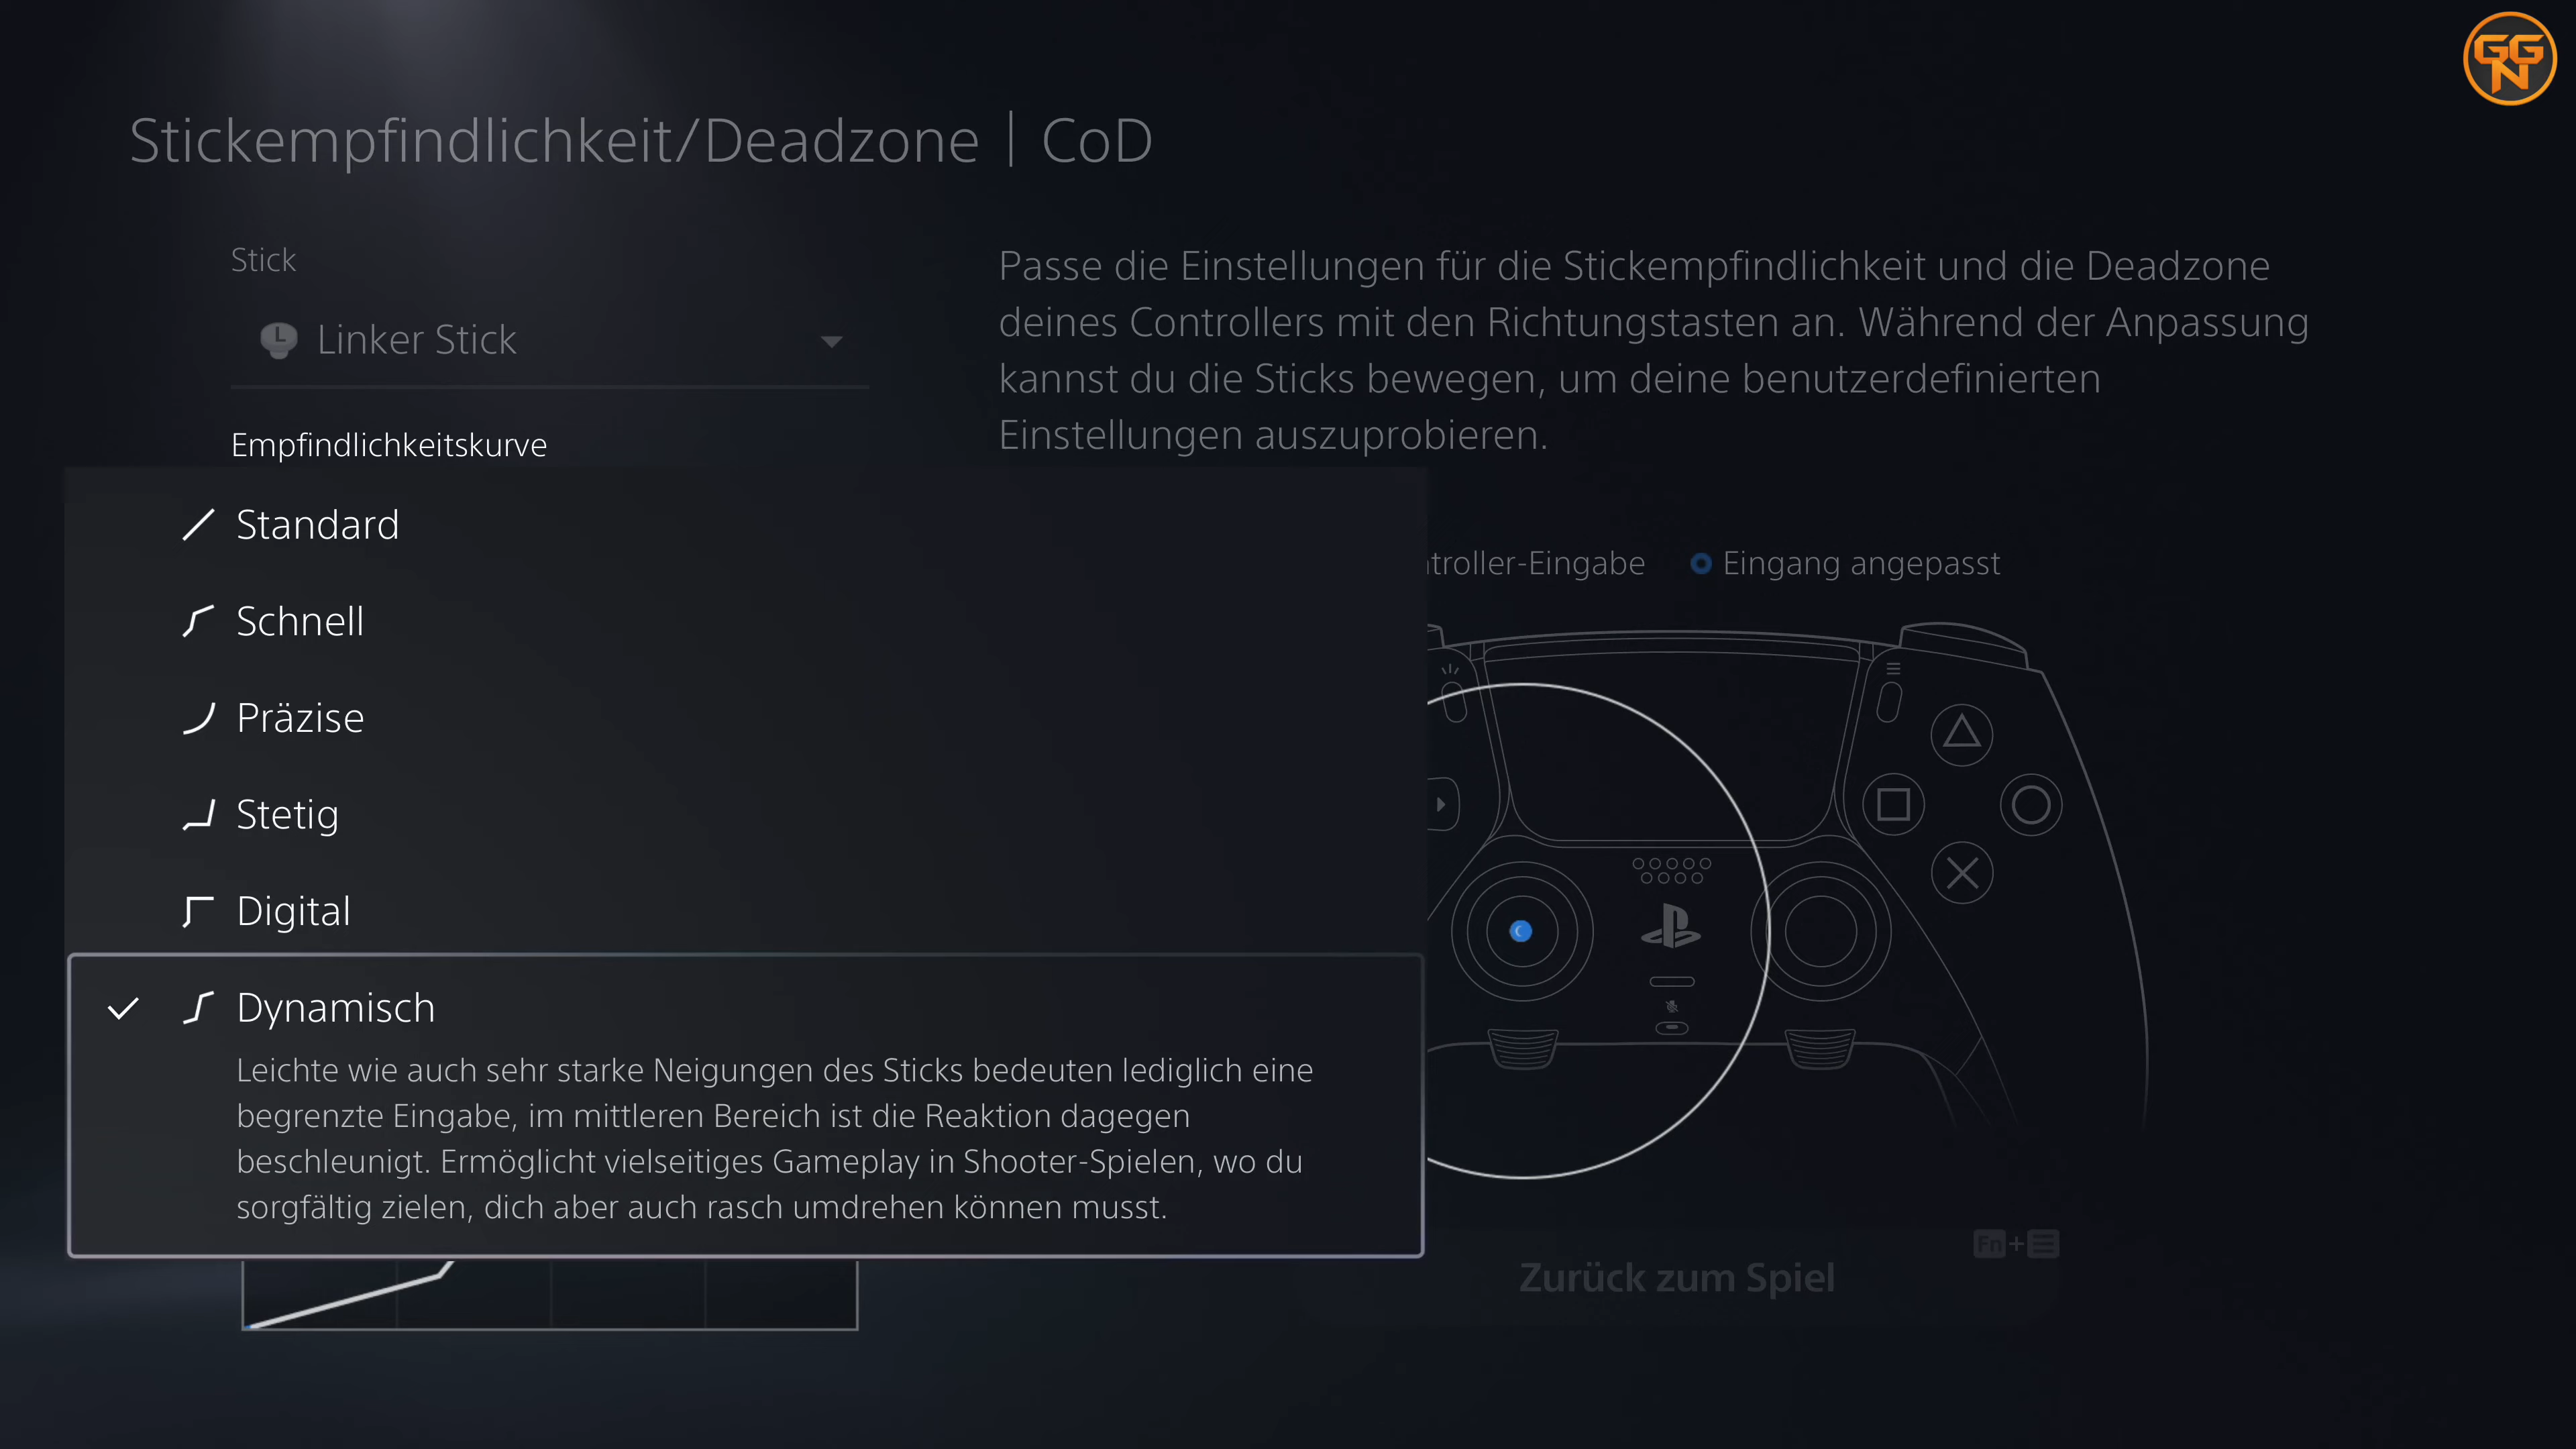 GGN
Stickempfindlichkeit/Deadzone | CoD
Stick
L Linker Stick
Empfindlichkeitskurve
Standard
Schnell
Präzise
Stetig
Digital
Dynamisch
Leichte wie auch sehr starke Neigungen des Sticks bedeuten lediglich eine
begrenzte Eingabe, im mittleren Bereich ist die Reaktion dagegen
beschleunigt. Ermöglicht vielseitiges Gameplay in Shooter-Spielen, wo du
sorgfältig zielen, dich aber auch rasch umdrehen können musst.
Passe die Einstellungen für die Stickempfindlichkeit und die Deadzone
deines Controllers mit den Richtungstasten an. Während der Anpassung
kannst du die Sticks bewegen, um deine benutzerdefinierten
Einstellungen auszuprobieren.
troller-Eingabe Eingang angepasst
Fn+
Zurück zum Spiel